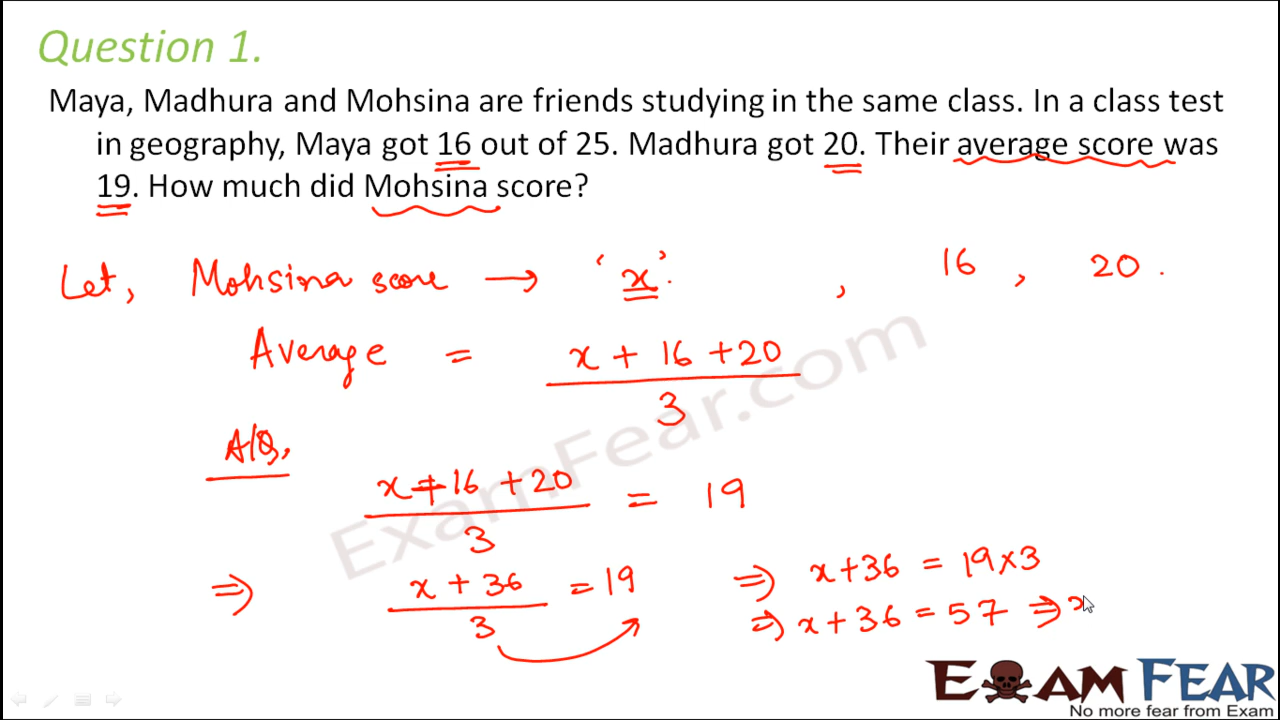 Question 1.
Maya, Madhura and Mohsina are friends studying in the same class. In a class test
in geography, Maya got 16 out of 25. Madhura got 20. Their average score was
19. How much did Mohsina score?
Let, Mohsina score → 'x'. , 16 , 20 .
Average = x + 16 + 20
3
A/Q,
x + 16 + 20 = 19
3
⇒ x + 36 = 19
3
⇒ x + 36 = 19 × 3
⇒ x + 36 = 57 ⇒ x
ExamFear.com
EXAM FEAR
No more fear from Exam